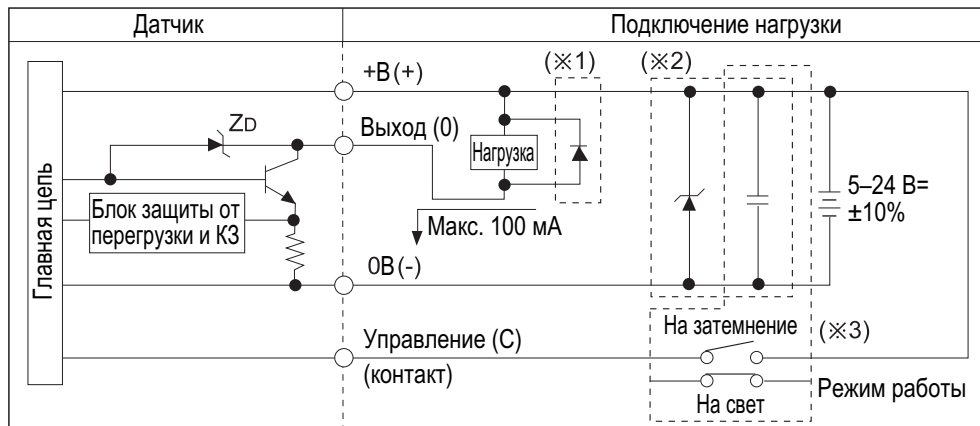 Датчик
Подключение нагрузки
Главная цепь
+В (+)
(※1)
(※2)
ZD
Выход (0)
Нагрузка
5–24 В=
±10%
Блок защиты от
перегрузки и КЗ
Макс. 100 мА
0В (-)
Управление (С)
(контакт)
На затемнение
(※3)
Режим работы
На свет